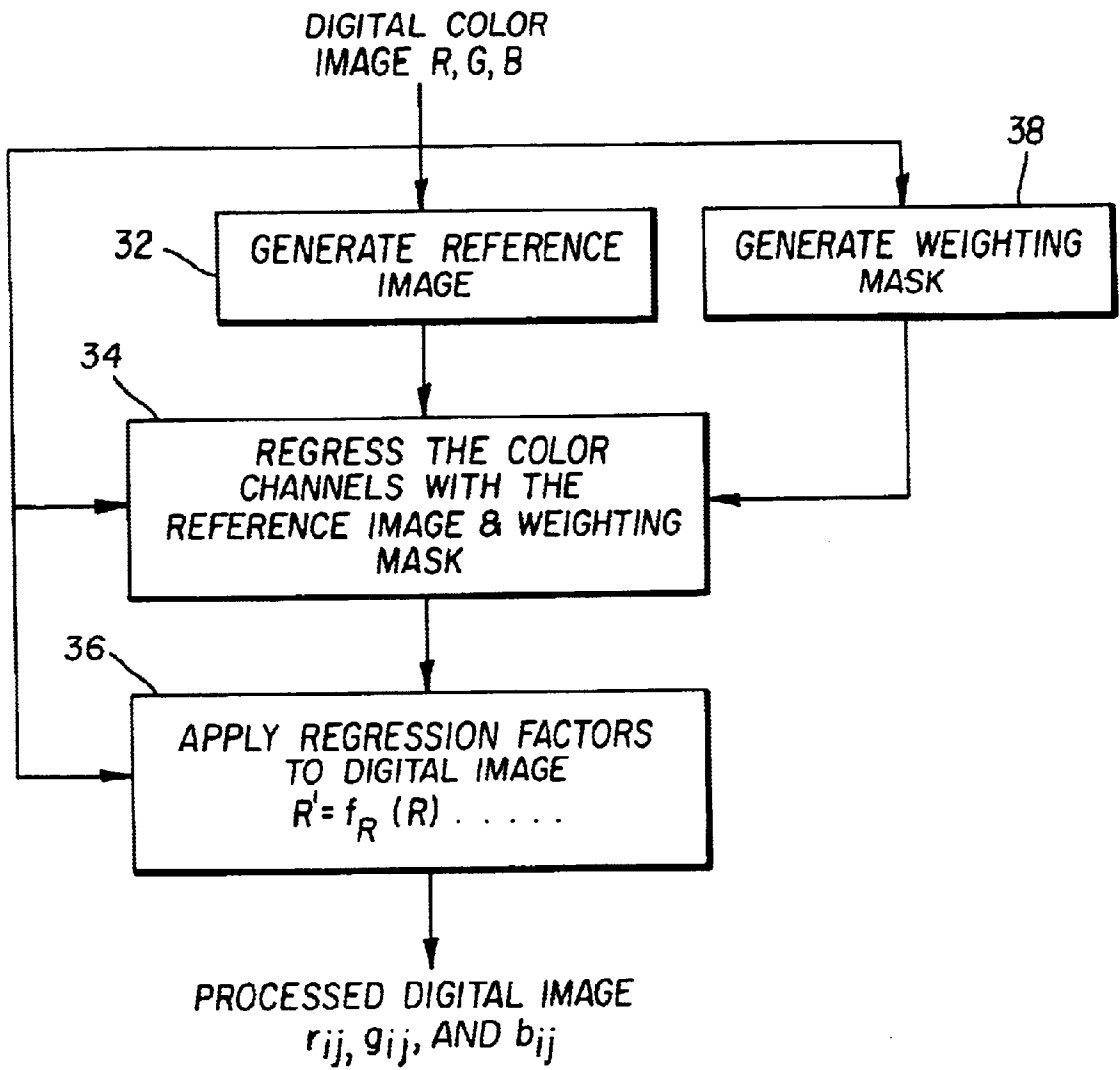 DIGITAL COLOR
IMAGE R, G, B
38
32
GENERATE REFERENCE
IMAGE
GENERATE WEIGHTING
MASK
34
REGRESS THE COLOR
CHANNELS WITH THE
REFERENCE IMAGE & WEIGHTING
MASK
36
APPLY REGRESSION FACTORS
TO DIGITAL IMAGE
R' = f_R (R) . . . . .
PROCESSED DIGITAL IMAGE
r_ij, g_ij, AND b_ij